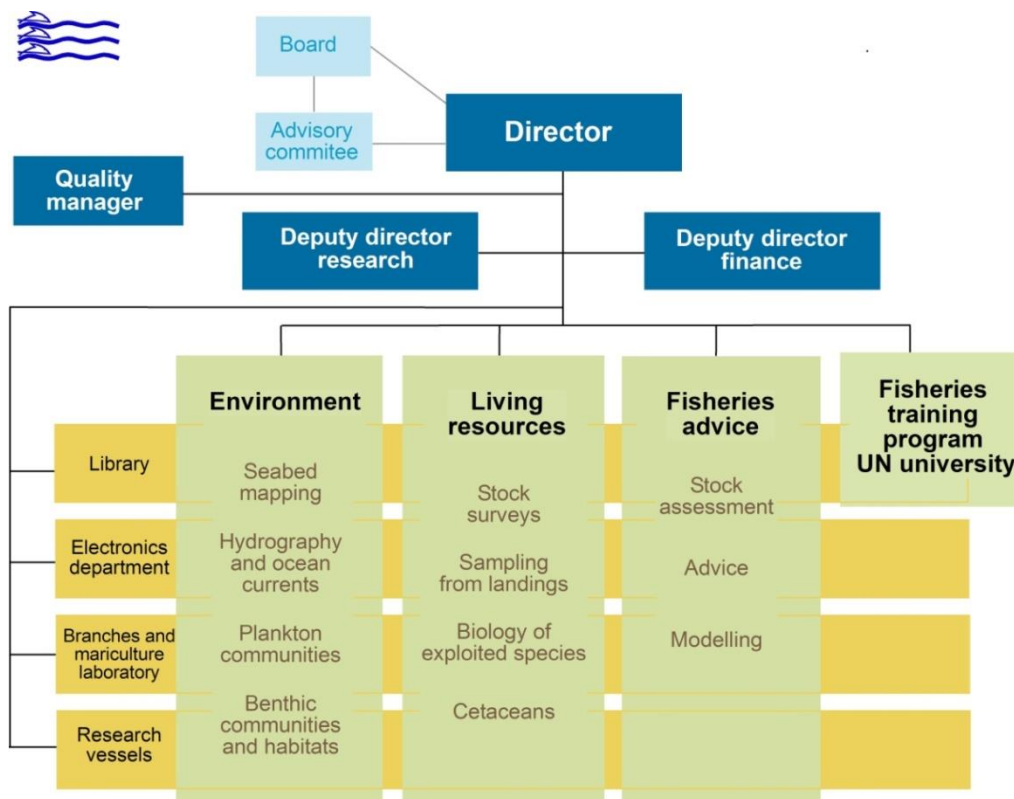 Board
Advisory
commitee
Director
Quality
manager
Deputy director
research
Deputy director
finance
Environment
Living
resources
Fisheries
advice
Fisheries
training
program
UN university
Library
Electronics
department
Branches and
mariculture
laboratory
Research
vessels
Seabed
mapping
Hydrography
and ocean
currents
Plankton
communities
Benthic
communities
and habitats
Stock
surveys
Sampling
from landings
Biology of
exploited species
Cetaceans
Stock
assessment
Advice
Modelling